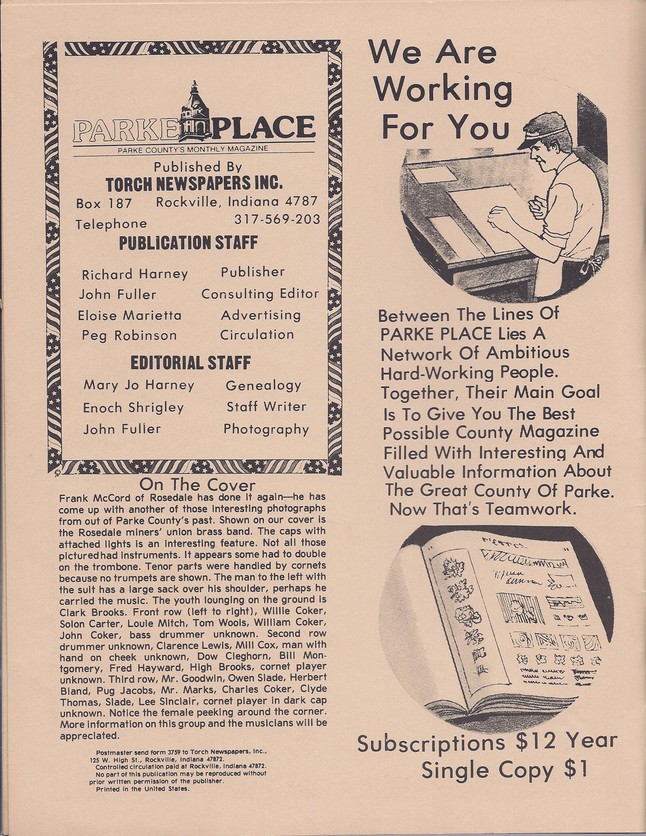 PARKE PLACE
PARKE COUNTY'S MONTHLY MAGAZINE
Published By
TORCH NEWSPAPERS INC.
Box 187 Rockville, Indiana 4787
Telephone 317-569-203
PUBLICATION STAFF
Richard Harney Publisher
John Fuller Consulting Editor
Eloise Marietta Advertising
Peg Robinson Circulation
EDITORIAL STAFF
Mary Jo Harney Genealogy
Enoch Shrigley Staff Writer
John Fuller Photography
On The Cover
Frank McCord of Rosedale has done it again—he has
come up with another of those interesting photographs
from out of Parke County's past. Shown on our cover is
the Rosedale miners' union brass band. The caps with
attached lights is an interesting feature. Not all those
pictured had instruments. It appears some had to double
on the trombone. Tenor parts were handled by cornets
because no trumpets are shown. The man to the left with
the suit has a large sack over his shoulder, perhaps he
carried the music. The youth lounging on the ground is
Clark Brooks. Front row (left to right), Willie Coker,
Solon Carter, Louie Mitch, Tom Wools, William Coker,
John Coker, bass drummer unknown. Second row
drummer unknown, Clarence Lewis, Mill Cox, man with
hand on cheek unknown, Dow Cleghorn, Bill Mon-
tgomery, Fred Hayward, High Brooks, cornet player
unknown. Third row, Mr. Goodwin, Owen Slade, Herbert
Bland, Pug Jacobs, Mr. Marks, Charles Coker, Clyde
Thomas, Slade, Lee Sinclair, cornet player in dark cap
unknown. Notice the female peeking around the corner.
More information on this group and the musicians will be
appreciated.
Postmaster send form 3759 to Torch Newspapers, Inc.,
125 W. High St., Rockville, Indiana 47872.
Controlled circulation paid at Rockville, Indiana 47872.
No part of this publication may be reproduced without
prior written permission of the publisher.
Printed in the United States.
We Are
Working
For You
Between The Lines Of
PARKE PLACE Lies A
Network Of Ambitious
Hard-Working People.
Together, Their Main Goal
Is To Give You The Best
Possible County Magazine
Filled With Interesting And
Valuable Information About
The Great County Of Parke.
Now That's Teamwork.
Subscriptions $12 Year
Single Copy $1